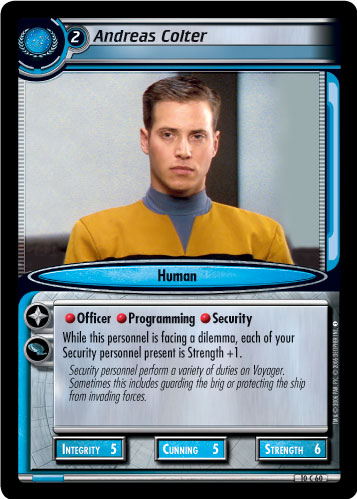 2 Andreas Colter
Human
Officer Programming Security
While this personnel is facing a dilemma, each of your
Security personnel present is Strength +1.
Security personnel perform a variety of duties on Voyager.
Sometimes this includes guarding the brig or protecting the ship
from invading forces.
INTEGRITY 5 CUNNING 5 STRENGTH 6
10 C 60